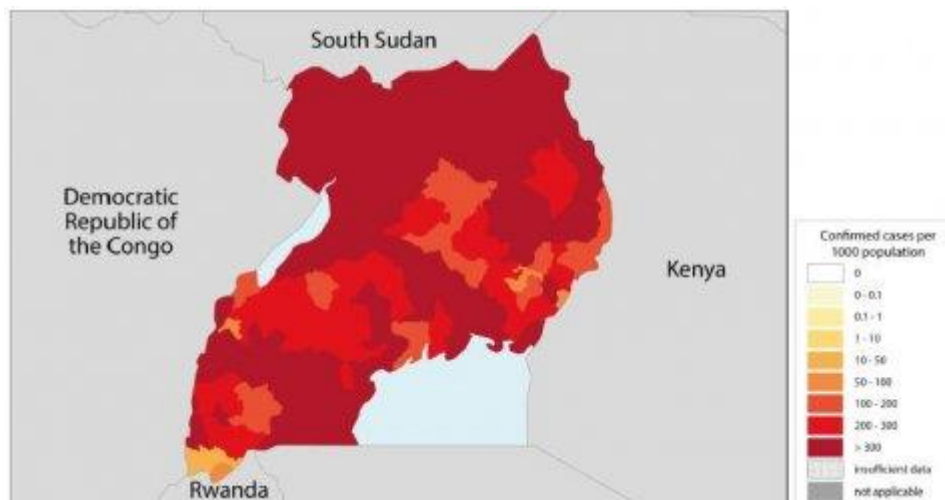 South Sudan
Democratic
Republic of
the Congo
Kenya
Rwanda
Confirmed cases per
1000 population
0
0 - 0.1
0.1 - 1
1 - 10
10 - 50
50 - 100
100 - 200
200 - 300
> 300
insufficient data
not applicable